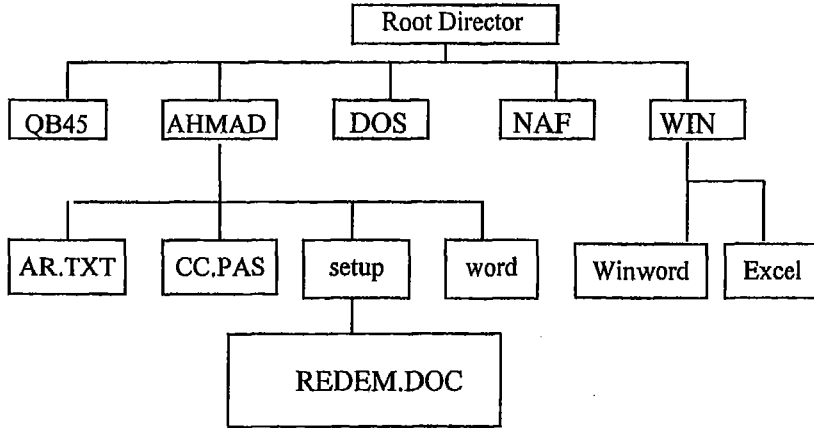 Root Director
QB45 AHMAD DOS NAF WIN
AR.TXT CC.PAS setup word Winword Excel
REDEM.DOC